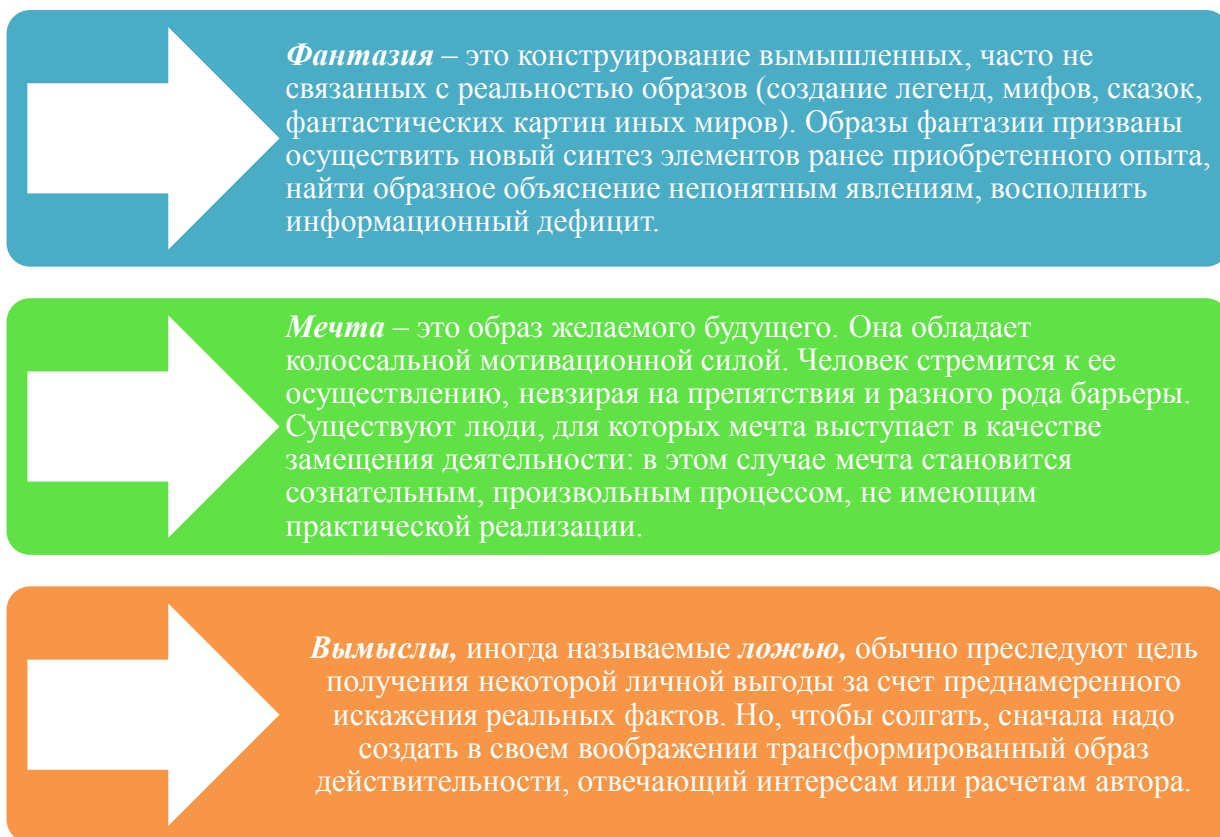 Фантазия – это конструирование вымышленных, часто не
связанных с реальностью образов (создание легенд, мифов, сказок,
фантастических картин иных миров). Образы фантазии призваны
осуществить новый синтез элементов ранее приобретенного опыта,
найти образное объяснение непонятным явлениям, восполнить
информационный дефицит.
Мечта – это образ желаемого будущего. Она обладает
колоссальной мотивационной силой. Человек стремится к ее
осуществлению, невзирая на препятствия и разного рода барьеры.
Существуют люди, для которых мечта выступает в качестве
замещения деятельности: в этом случае мечта становится
сознательным, произвольным процессом, не имеющим
практической реализации.
Вымыслы, иногда называемые ложью, обычно преследуют цель
получения некоторой личной выгоды за счет преднамеренного
искажения реальных фактов. Но, чтобы солгать, сначала надо
создать в своем воображении трансформированный образ
действительности, отвечающий интересам или расчетам автора.